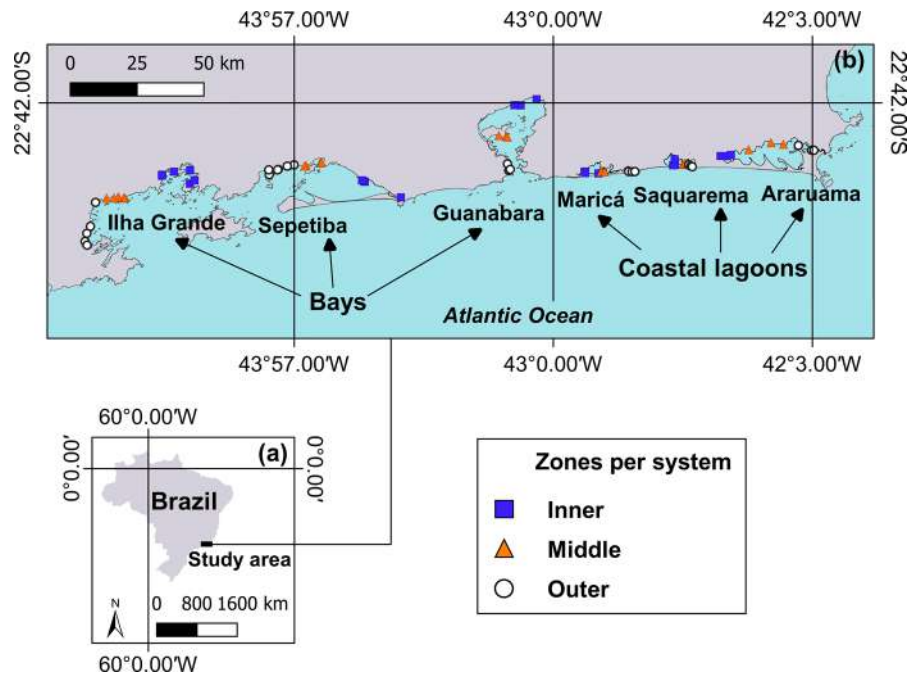 43°57.00'W 43°0.00'W 42°3.00'W
0 25 50 km
(b)
22°42.00'S
22°42.00'S
Ilha Grande
Sepetiba
Guanabara
Maricá
Saquarema
Araruama
Coastal lagoons
Bays
Atlantic Ocean
43°57.00'W 43°0.00'W 42°3.00'W
60°0.00'W
(a)
0°0.00'
0°0.00'
Brazil
Study area
N
0 800 1600 km
60°0.00'W
Zones per system
Inner
Middle
Outer